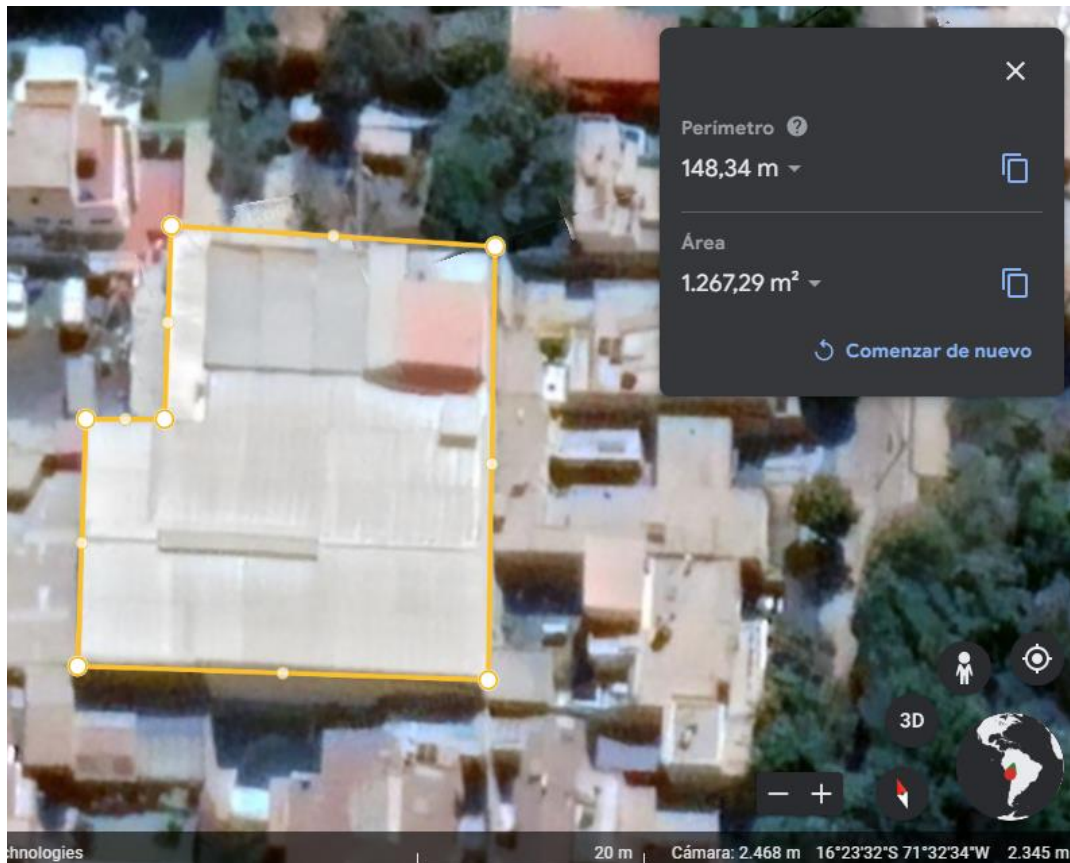 Perímetro
148,34 m
Área
1.267,29 m²
Comenzar de nuevo
3D
chnologies 20 m Cámara: 2.468 m 16°23'32"S 71°32'34"W 2.345 m